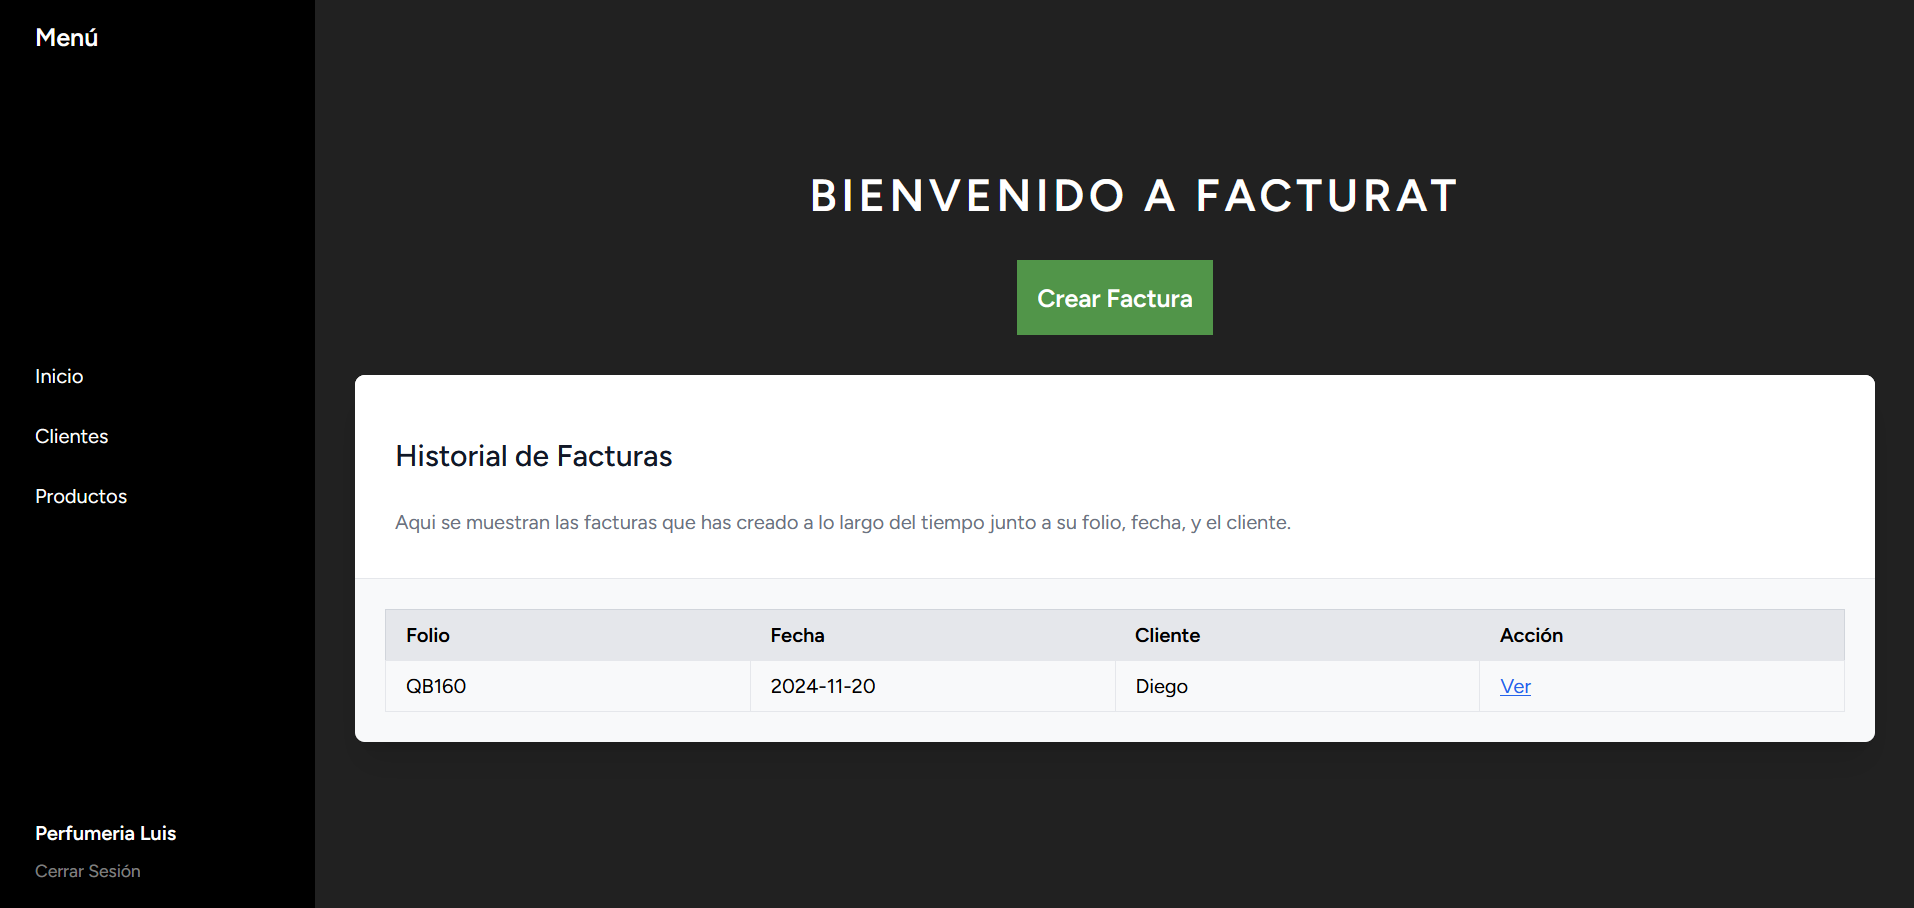 Menú
Inicio
Clientes
Productos
Perfumeria Luis
Cerrar Sesión
BIENVENIDO A FACTURAT
Crear Factura
Historial de Facturas
Aqui se muestran las facturas que has creado a lo largo del tiempo junto a su folio, fecha, y el cliente.
Folio Fecha Cliente Acción
QB160 2024-11-20 Diego Ver